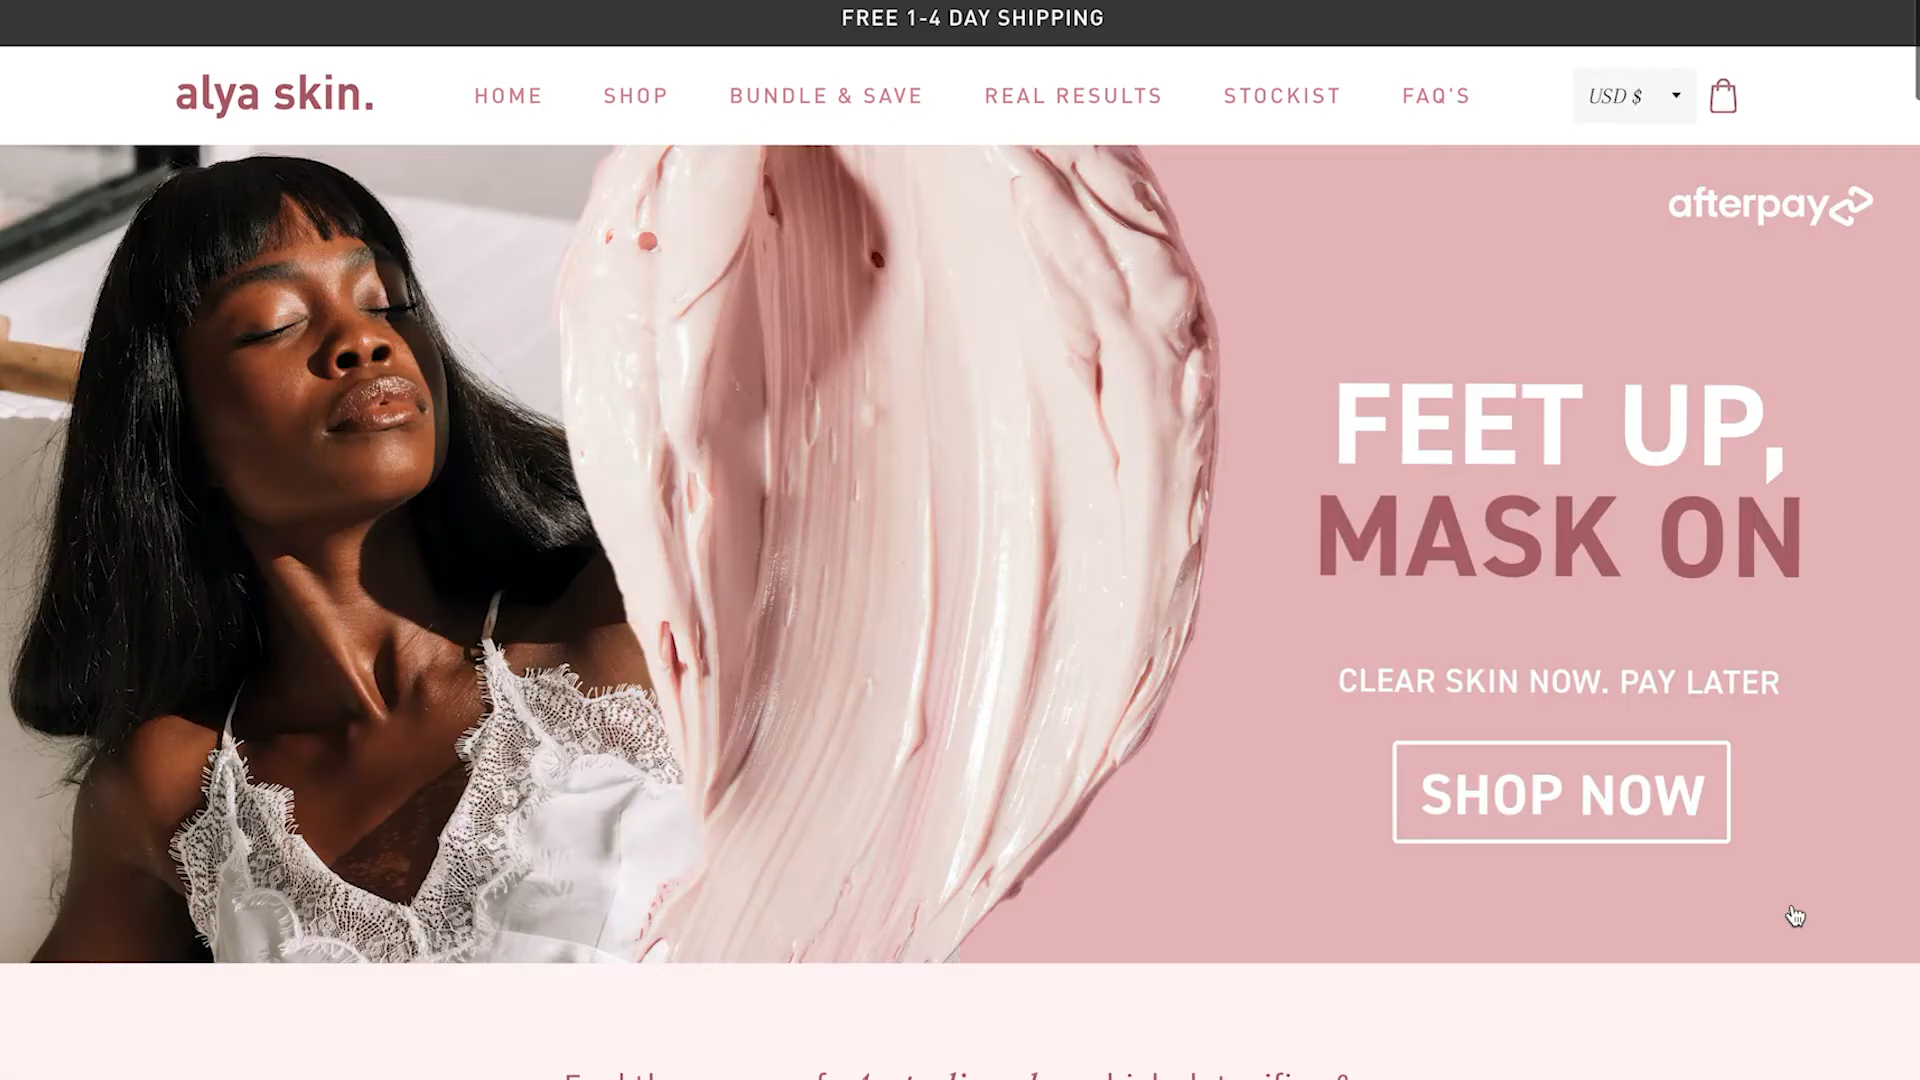 FREE 1-4 DAY SHIPPING
alya skin.
HOME
SHOP
BUNDLE & SAVE
REAL RESULTS
STOCKIST
FAQ'S
USD $
afterpay
FEET UP,
MASK ON
CLEAR SKIN NOW. PAY LATER
SHOP NOW